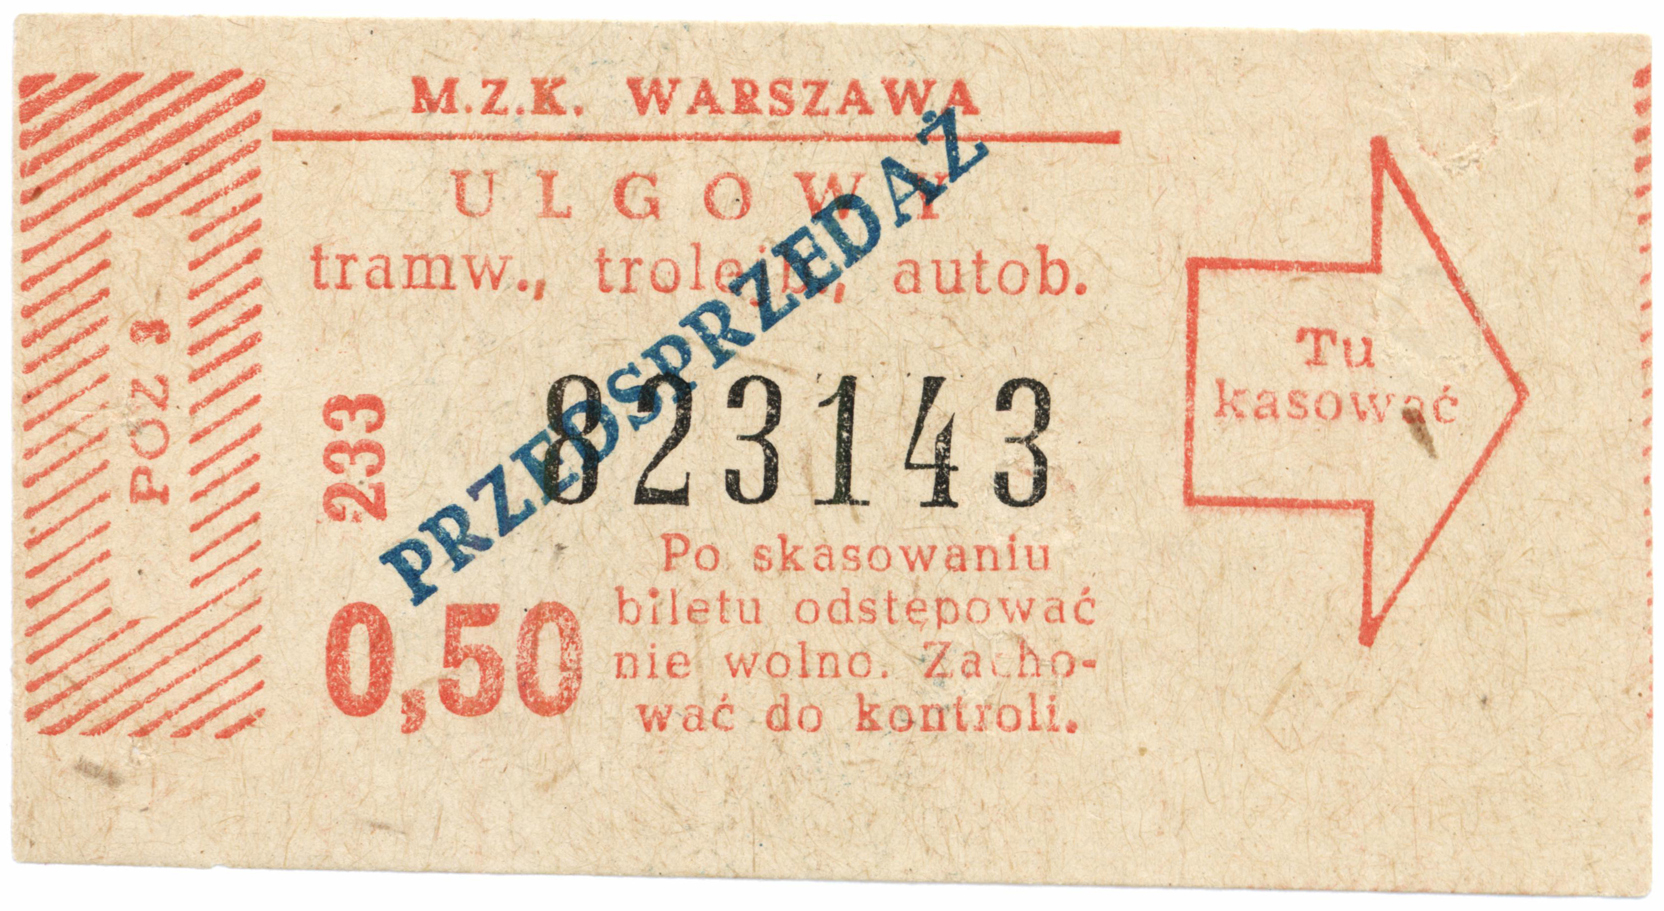 M.Z.K. WARSZAWA
ULGOWY
tramw., trolejb., autob.
PRZEDSPRZEDAŻ
POZ 3
233
823143
0,50
Po skasowaniu
biletu odstępować
nie wolno. Zacho-
wać do kontroli.
Tu
kasować